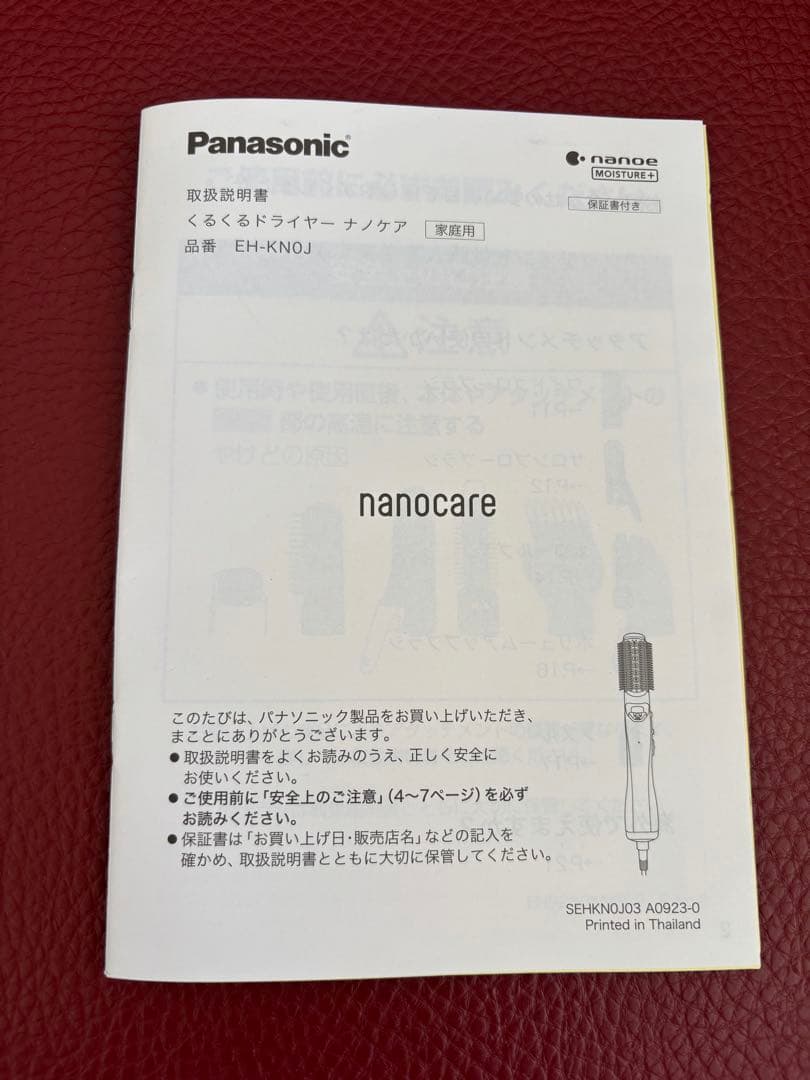 Panasonic®
nanoe
MOISTURE+
取扱説明書
保証書付き
くるくるドライヤー ナノケア 家庭用
品番 EH-KN0J
nanocare
このたびは、パナソニック製品をお買い上げいただき、
まことにありがとうございます。
●取扱説明書をよくお読みのうえ、正しく安全に
お使いください。
●ご使用前に「安全上のご注意」（4〜7ページ）を必ず
お読みください。
●保証書は「お買い上げ日・販売店名」などの記入を
確かめ、取扱説明書とともに大切に保管してください。
SEHKN0J03 A0923-0
Printed in Thailand